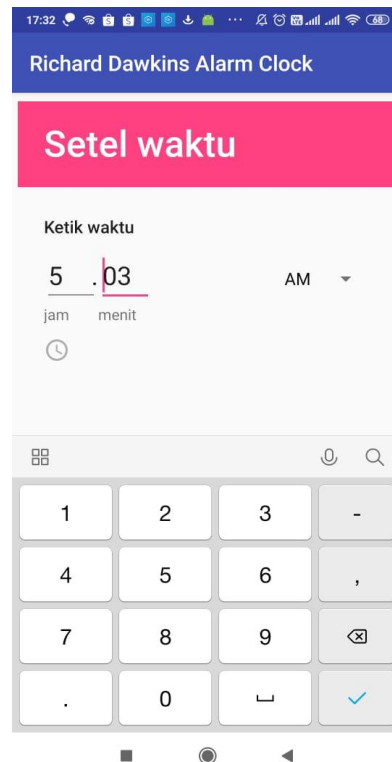 17:32 ... 68
Richard Dawkins Alarm Clock
Setel waktu
Ketik waktu
5 . 03 AM
jam menit
1 2 3 -
4 5 6 ,
7 8 9
. 0